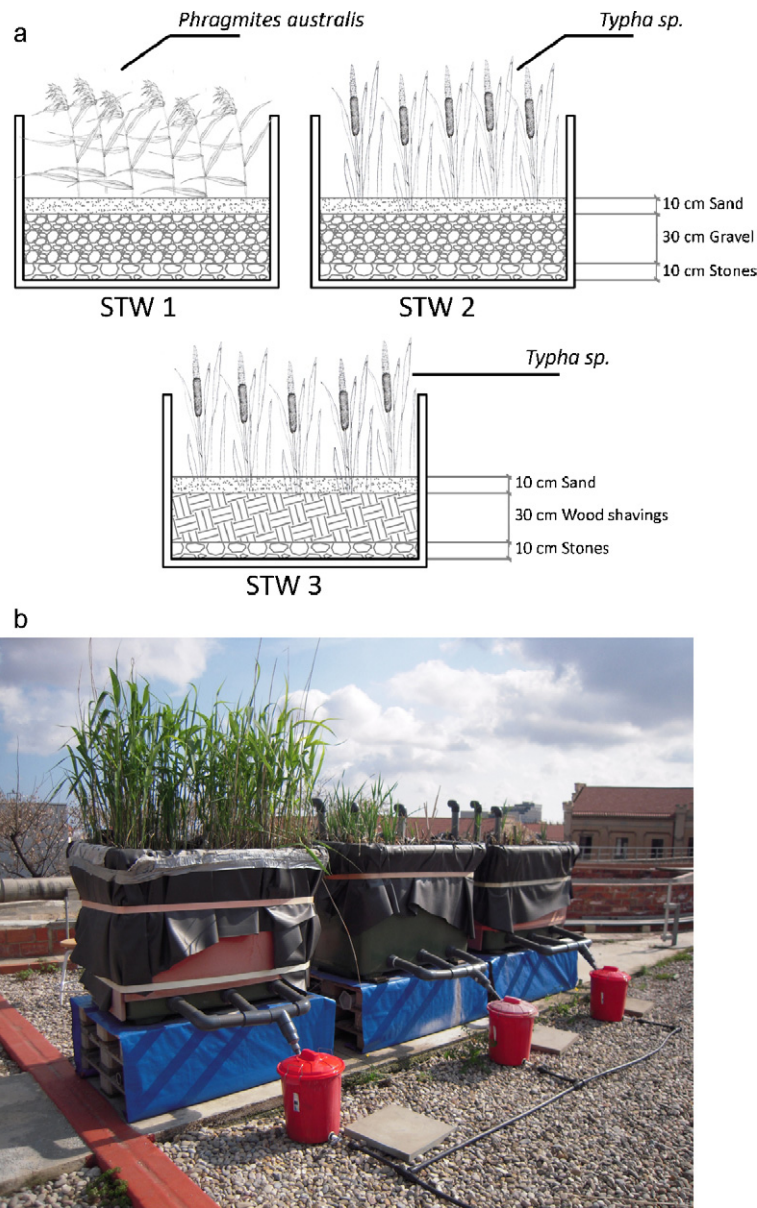 a
Phragmites australis
Typha sp.
10 cm Sand
30 cm Gravel
10 cm Stones
STW 1
STW 2
Typha sp.
10 cm Sand
30 cm Wood shavings
10 cm Stones
STW 3
b